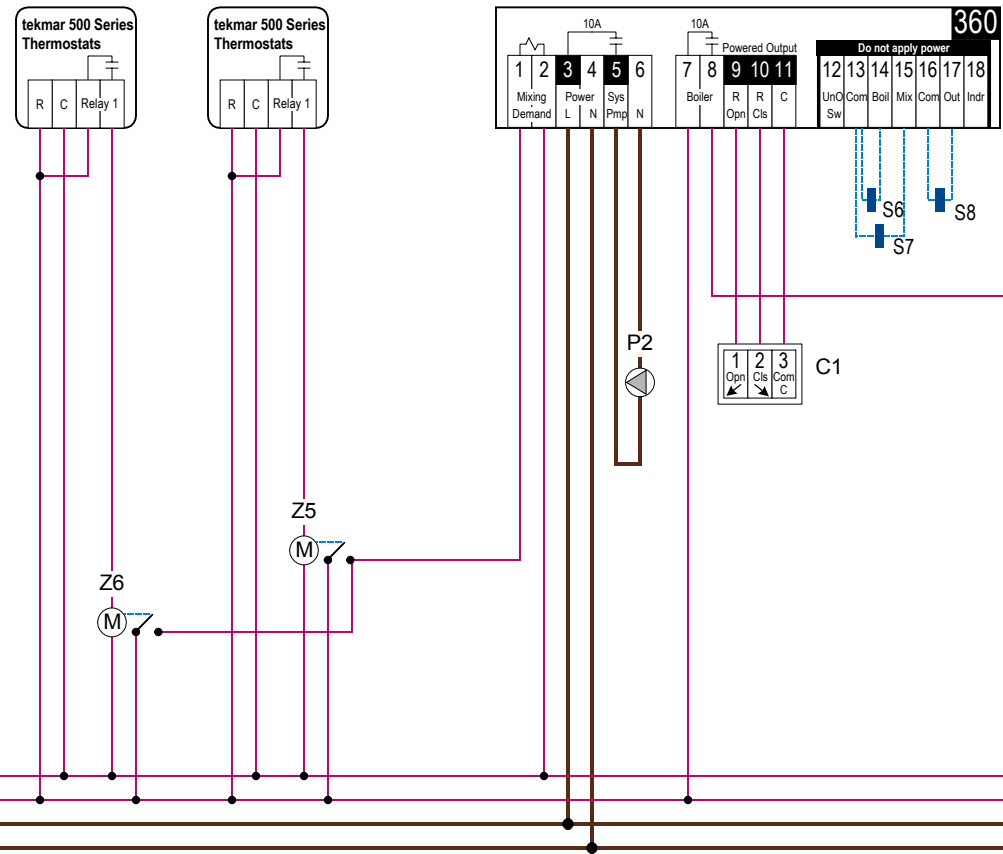 tekmar 500 Series
Thermostats
R C Relay 1
tekmar 500 Series
Thermostats
R C Relay 1
360
10A
10A
Powered Output
Do not apply power
1 2 3 4 5 6
7 8 9 10 11
12 13 14 15 16 17 18
Mixing
Demand
Power
L N
Sys
Pmp N
Boiler
R R C
Opn Cls
UnO Com Boil Mix Com Out Indr
Sw
S6
S8
S7
P2
1 2 3
Opn Cls Com
C
C1
Z5
M
Z6
M